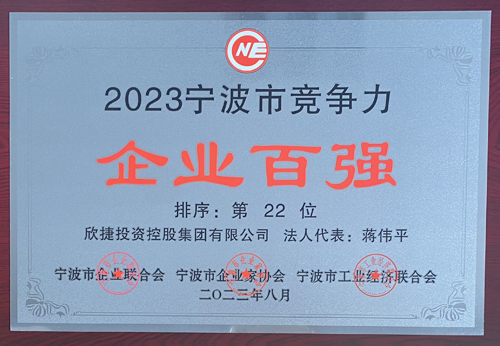 NE
2023宁波市竞争力
企业百强
排序：第 22 位
欣捷投资控股集团有限公司 法人代表：蒋伟平
宁波市企业联合会 宁波市企业家协会 宁波市工业经济联合会
二〇二三年八月